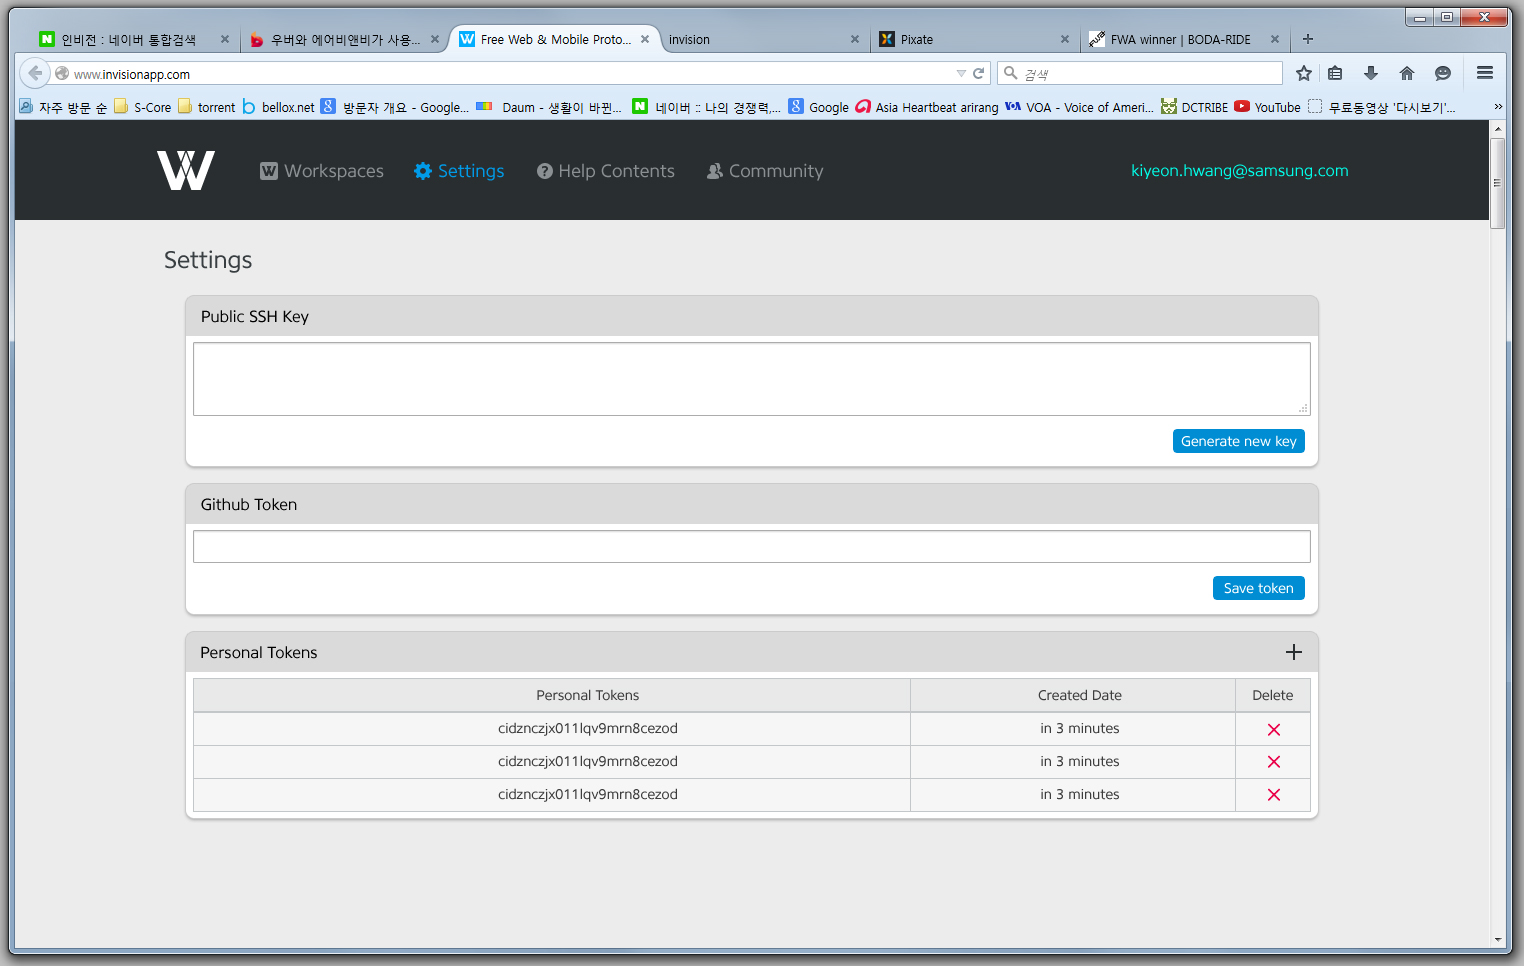 인비전 : 네이버 통합검색
우버와 에어비앤비가 사용...
Free Web & Mobile Proto...
invision
Pixate
FWA winner | BODA-RIDE
www.invisionapp.com
검색
자주 방문 순
S-Core
torrent
bellox.net
방문자 개요 - Google...
Daum - 생활이 바뀐...
네이버 :: 나의 경쟁력,...
Google
Asia Heartbeat arirang
VOA - Voice of Ameri...
DCTRIBE
YouTube
무료동영상 '다시보기'...
Workspaces
Settings
Help Contents
Community
kiyeon.hwang@samsung.com
Settings
Public SSH Key
Generate new key
Github Token
Save token
Personal Tokens
Personal Tokens Created Date Delete
cidznczjx011lqv9mrn8cezod in 3 minutes
cidznczjx011lqv9mrn8cezod in 3 minutes
cidznczjx011lqv9mrn8cezod in 3 minutes